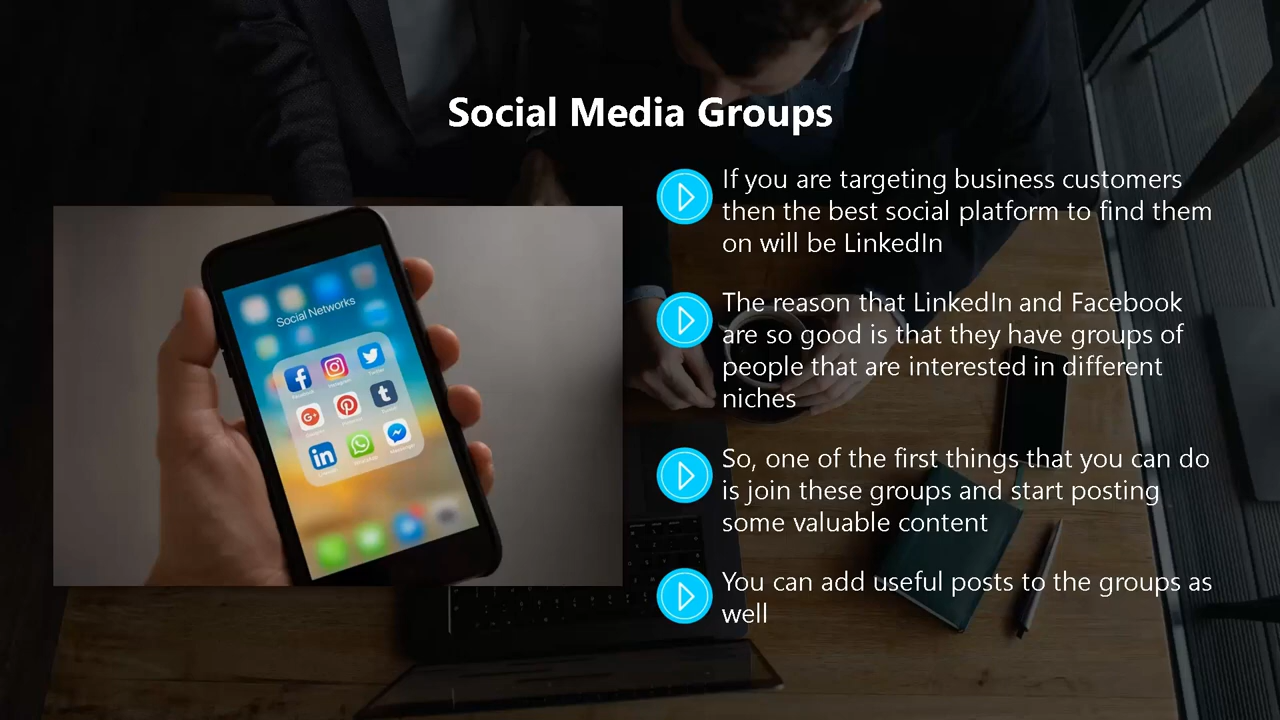 Social Media Groups
If you are targeting business customers
then the best social platform to find them
on will be LinkedIn
The reason that LinkedIn and Facebook
are so good is that they have groups of
people that are interested in different
niches
So, one of the first things that you can do
is join these groups and start posting
some valuable content
You can add useful posts to the groups as
well
Social Networks